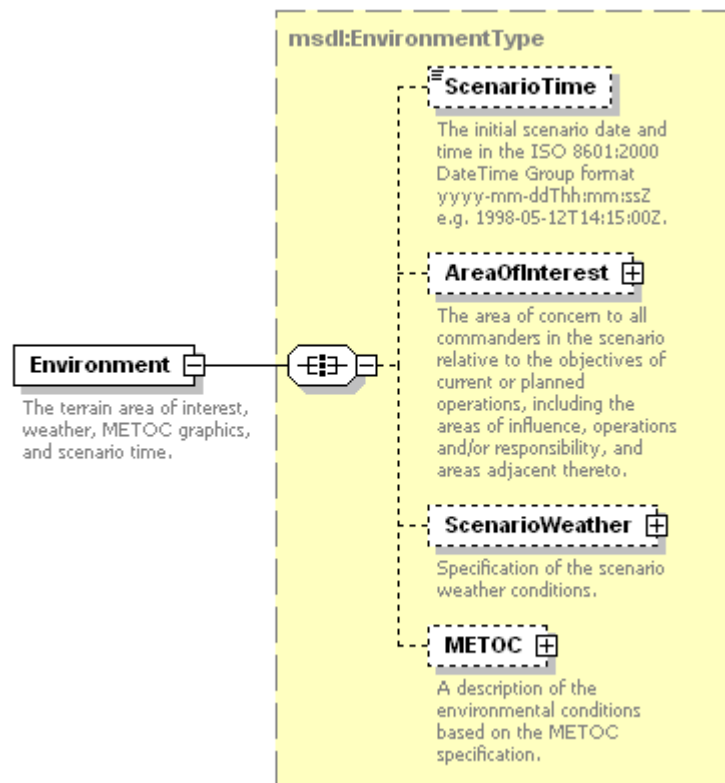 msdl:EnvironmentType
ScenarioTime
The initial scenario date and
time in the ISO 8601:2000
DateTime Group format
yyyy-mm-ddThh:mm:ssZ
e.g. 1998-05-12T14:15:00Z.
AreaOfInterest
The area of concern to all
commanders in the scenario
relative to the objectives of
current or planned
operations, including the
areas of influence, operations
and/or responsibility, and
areas adjacent thereto.
Environment
The terrain area of interest,
weather, METOC graphics,
and scenario time.
ScenarioWeather
Specification of the scenario
weather conditions.
METOC
A description of the
environmental conditions
based on the METOC
specification.